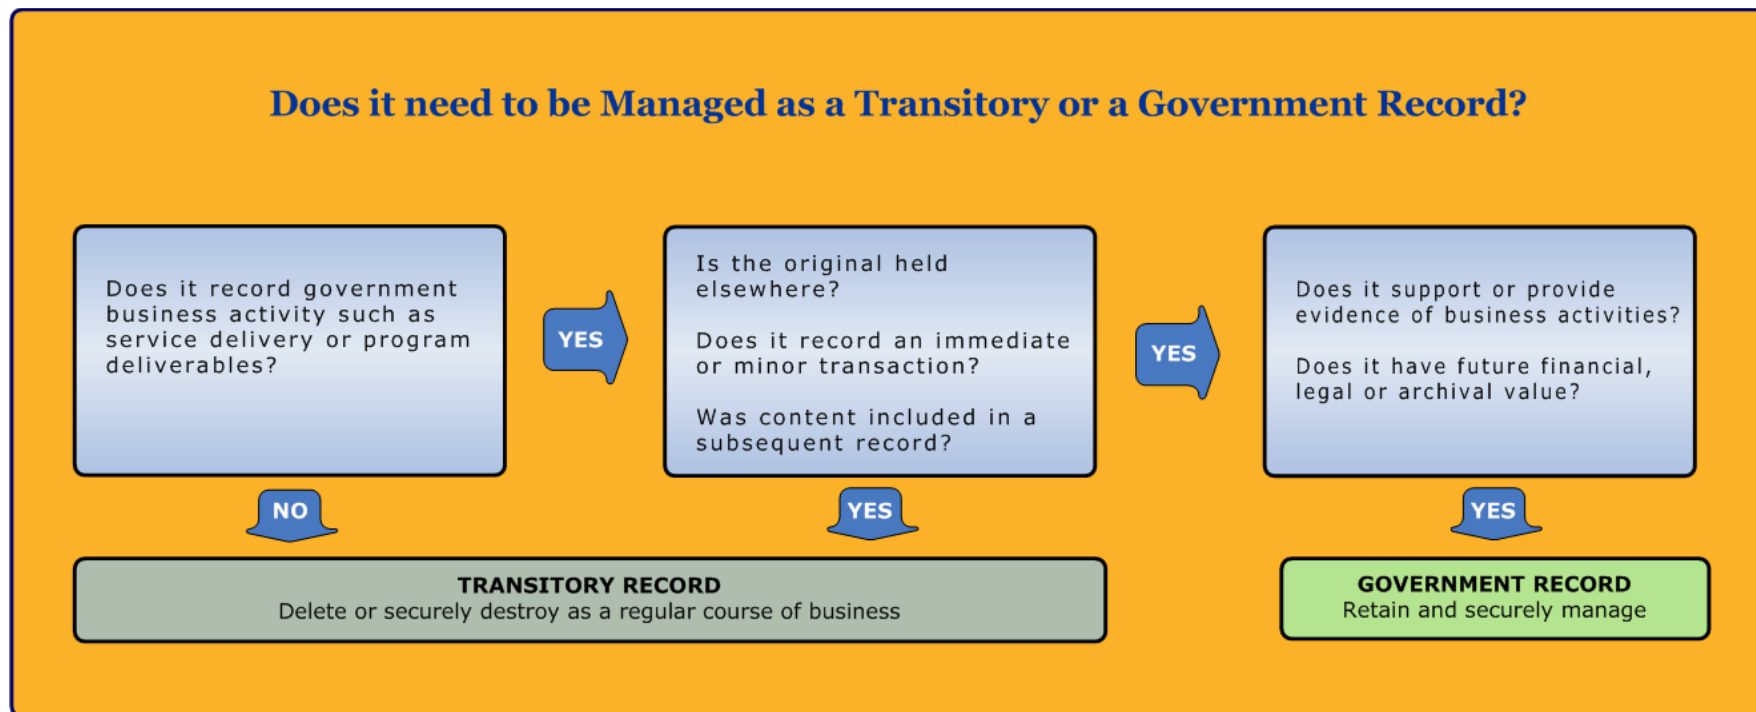 Does it need to be Managed as a Transitory or a Government Record?
Does it record government
business activity such as
service delivery or program
deliverables?
YES
Is the original held
elsewhere?
Does it record an immediate
or minor transaction?
Was content included in a
subsequent record?
YES
Does it support or provide
evidence of business activities?
Does it have future financial,
legal or archival value?
NO
YES
YES
TRANSITORY RECORD
Delete or securely destroy as a regular course of business
GOVERNMENT RECORD
Retain and securely manage